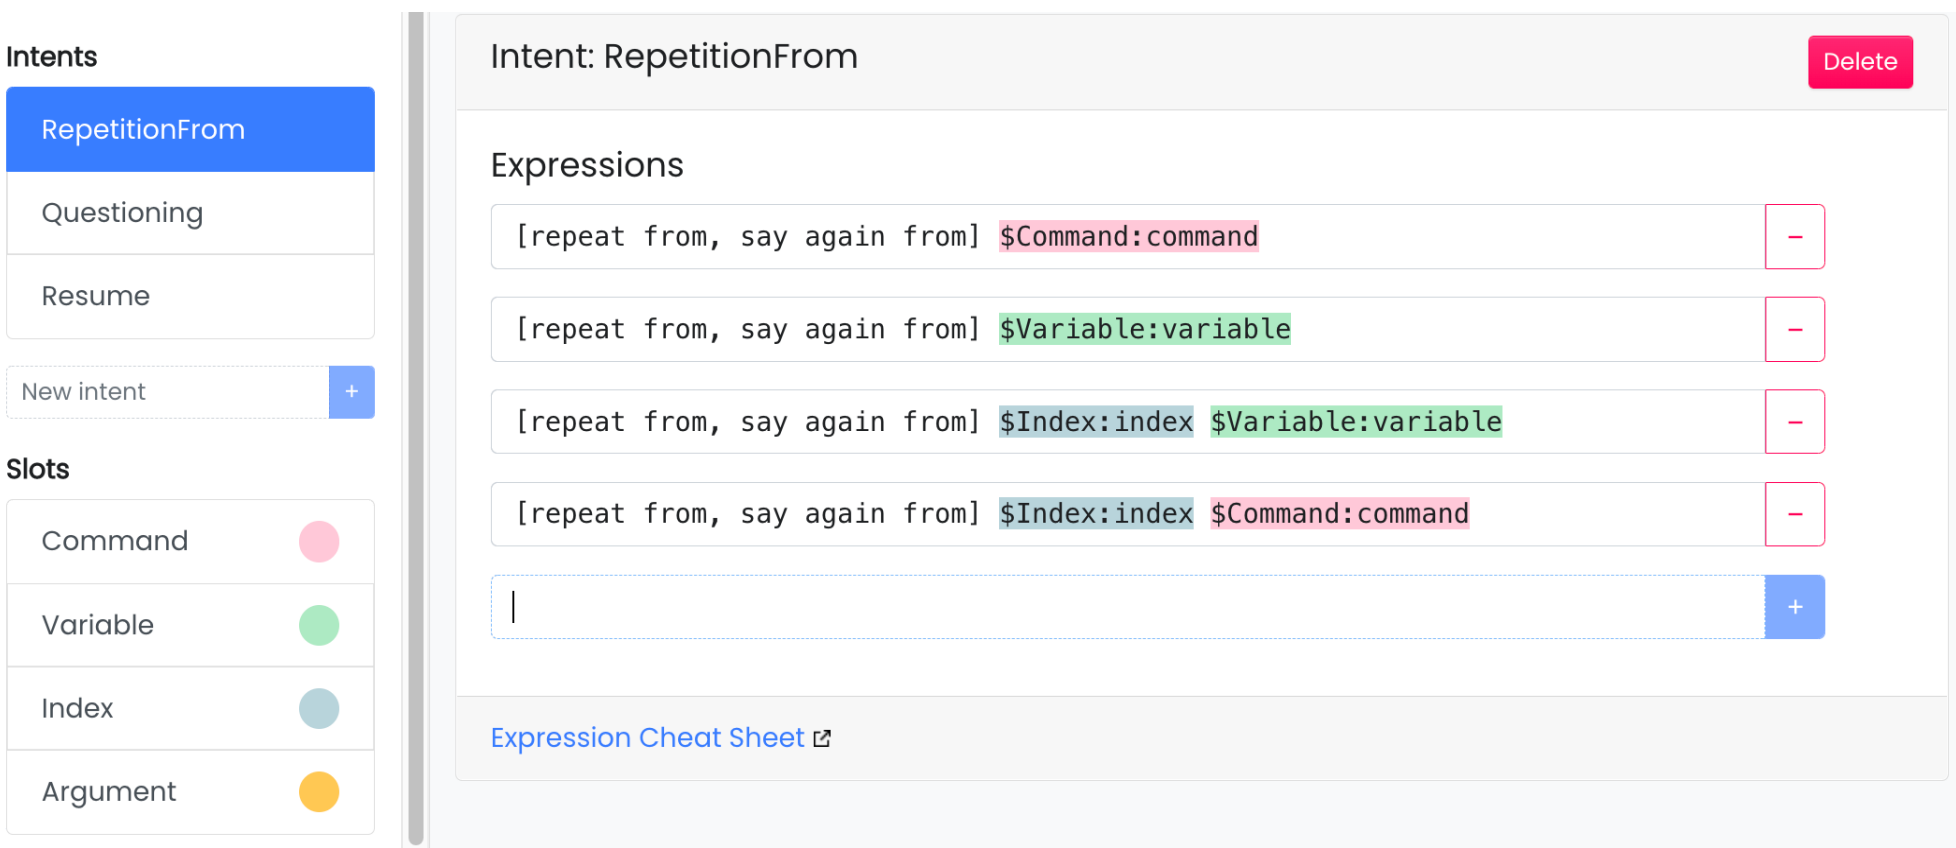 Intents
RepetitionFrom
Questioning
Resume
New intent
+
Slots
Command
Variable
Index
Argument
Intent: RepetitionFrom
Delete
Expressions
[repeat from, say again from] $Command:command
−
[repeat from, say again from] $Variable:variable
−
[repeat from, say again from] $Index:index $Variable:variable
−
[repeat from, say again from] $Index:index $Command:command
−
+
Expression Cheat Sheet